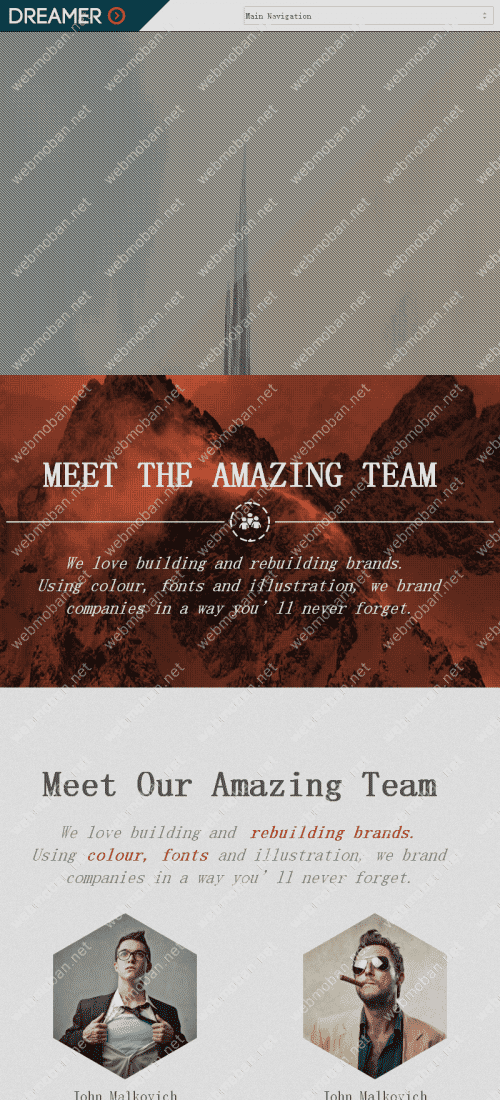 DREAMER
Main Navigation
MEET THE AMAZING TEAM
We love building and rebuilding brands.
Using colour, fonts and illustration, we brand
companies in a way you'll never forget.
Meet Our Amazing Team
We love building and rebuilding brands.
Using colour, fonts and illustration, we brand
companies in a way you'll never forget.
John Malkovich
John Malkovich
webmoban.net